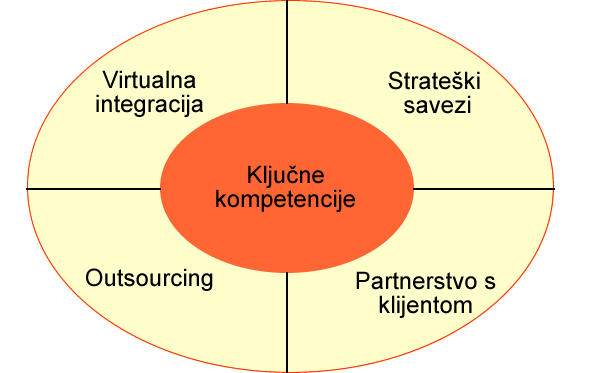 Virtualna
integracija
Strateški
savezi
Ključne
kompetencije
Outsourcing
Partnerstvo s
klijentom